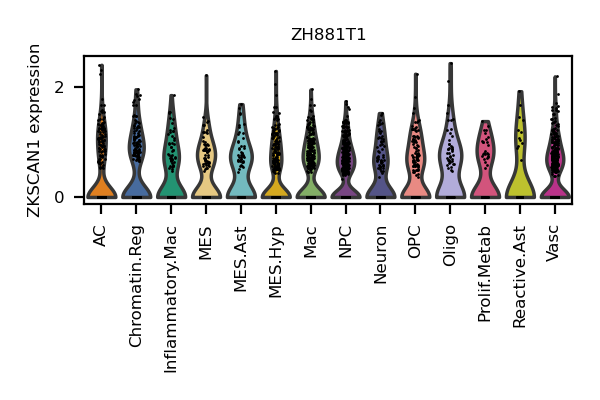 ZH881T1
ZKSCAN1 expression
2
0
AC
Chromatin.Reg
Inflammatory.Mac
MES
MES.Ast
MES.Hyp
Mac
NPC
Neuron
OPC
Oligo
Prolif.Metab
Reactive.Ast
Vasc